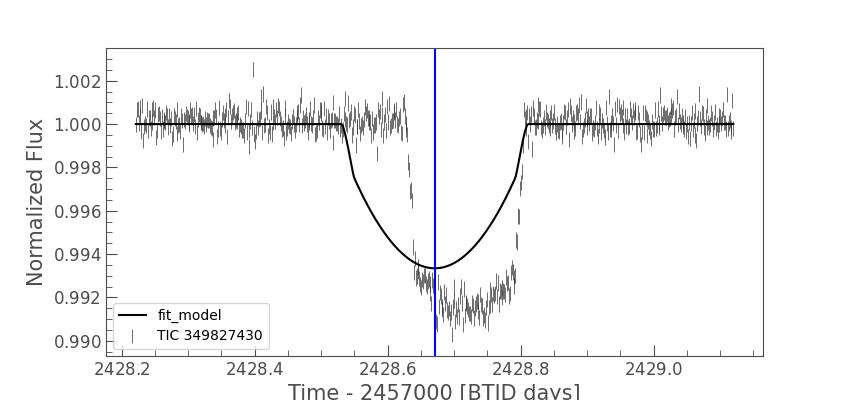 Normalized Flux
1.002
1.000
0.998
0.996
0.994
0.992
0.990
fit_model
TIC 349827430
2428.2 2428.4 2428.6 2428.8 2429.0
Time - 2457000 [BTJD days]